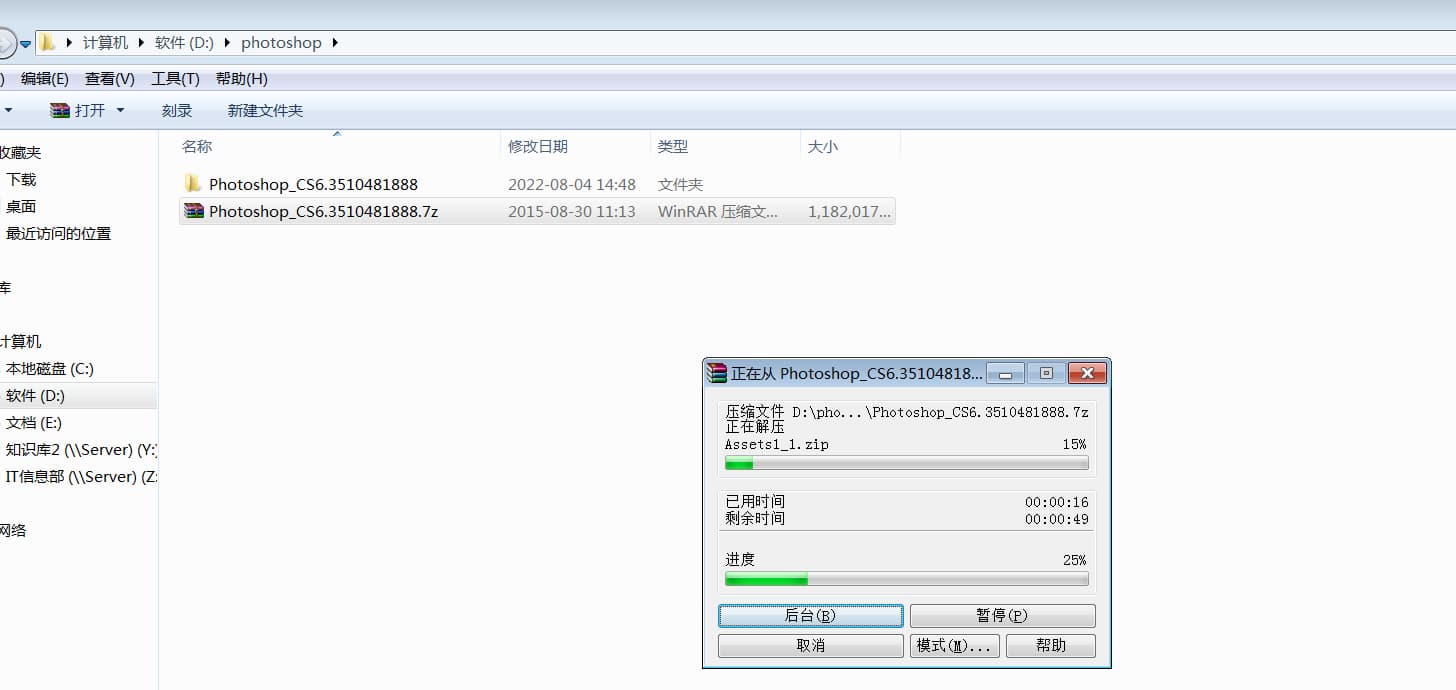 计算机 软件 (D:) photoshop
) 编辑(E) 查看(V) 工具(T) 帮助(H)
打开 刻录 新建文件夹
收藏夹
下载
桌面
最近访问的位置
库
计算机
本地磁盘 (C:)
软件 (D:)
文档 (E:)
知识库2 (\\Server) (Y:)
IT信息部 (\\Server) (Z:
网络
名称 修改日期 类型 大小
Photoshop_CS6.3510481888 2022-08-04 14:48 文件夹
Photoshop_CS6.3510481888.7z 2015-08-30 11:13 WinRAR 压缩文... 1,182,017...
正在从 Photoshop_CS6.35104818...
压缩文件 D:\pho...\Photoshop_CS6.3510481888.7z
正在解压
Assets1_1.zip 15%
已用时间 00:00:16
剩余时间 00:00:49
进度 25%
后台(B) 暂停(P)
取消 模式(M)... 帮助